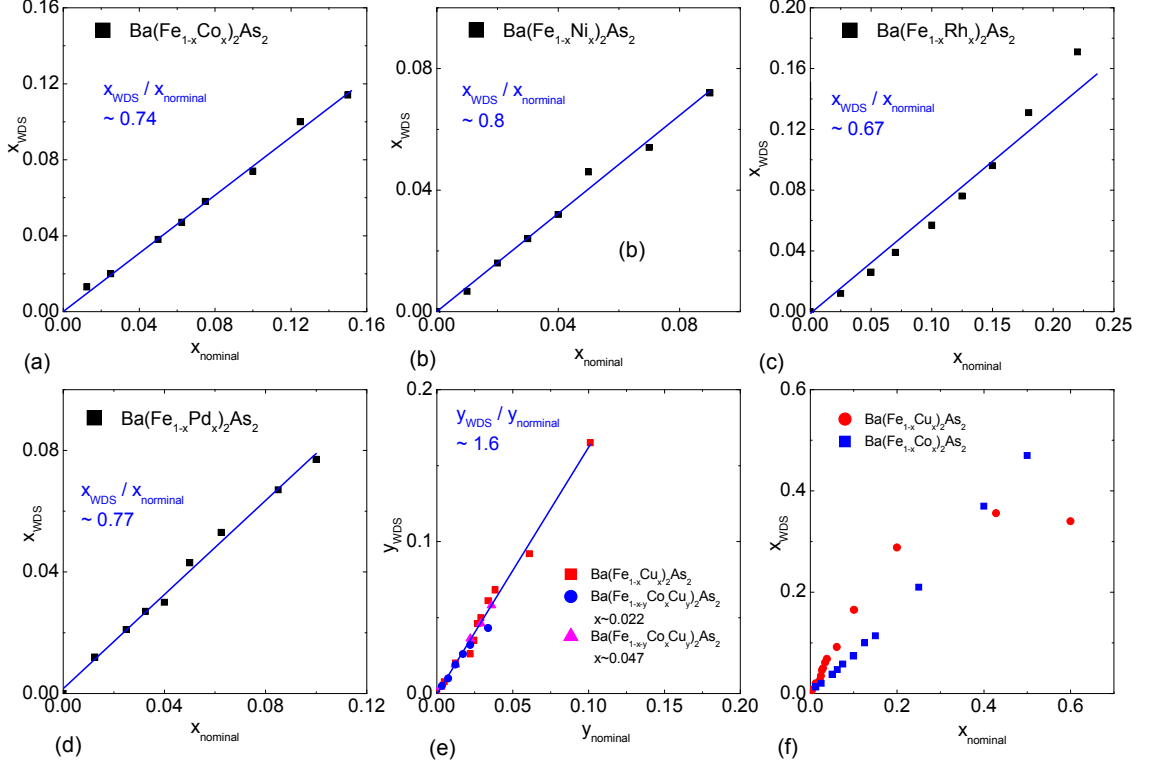 Ba(Fe1-xCox)2As2
xWDS / xnorminal
~ 0.74
0.16
0.12
0.08
0.04
0.00
xWDS
0.00 0.04 0.08 0.12 0.16
xnominal
(a)
Ba(Fe1-xNix)2As2
xWDS / xnorminal
~ 0.8
0.08
0.04
0.00
xWDS
(b)
0.00 0.04 0.08
xnominal
(b)
Ba(Fe1-xRhx)2As2
xWDS / xnorminal
~ 0.67
0.20
0.16
0.12
0.08
0.04
0.00
xWDS
0.00 0.05 0.10 0.15 0.20 0.25
xnominal
(c)
Ba(Fe1-xPdx)2As2
xWDS / xnorminal
~ 0.77
0.08
0.04
0.00
xWDS
0.00 0.04 0.08 0.12
xnominal
(d)
yWDS / ynorminal
~ 1.6
0.2
0.1
0.0
yWDS
Ba(Fe1-xCux)2As2
Ba(Fe1-x-yCoxCuy)2As2
x~0.022
Ba(Fe1-x-yCoxCuy)2As2
x~0.047
0.00 0.05 0.10 0.15 0.20
ynominal
(e)
Ba(Fe1-xCux)2As2
Ba(Fe1-xCox)2As2
0.6
0.4
0.2
0.0
xWDS
0.0 0.2 0.4 0.6
xnominal
(f)